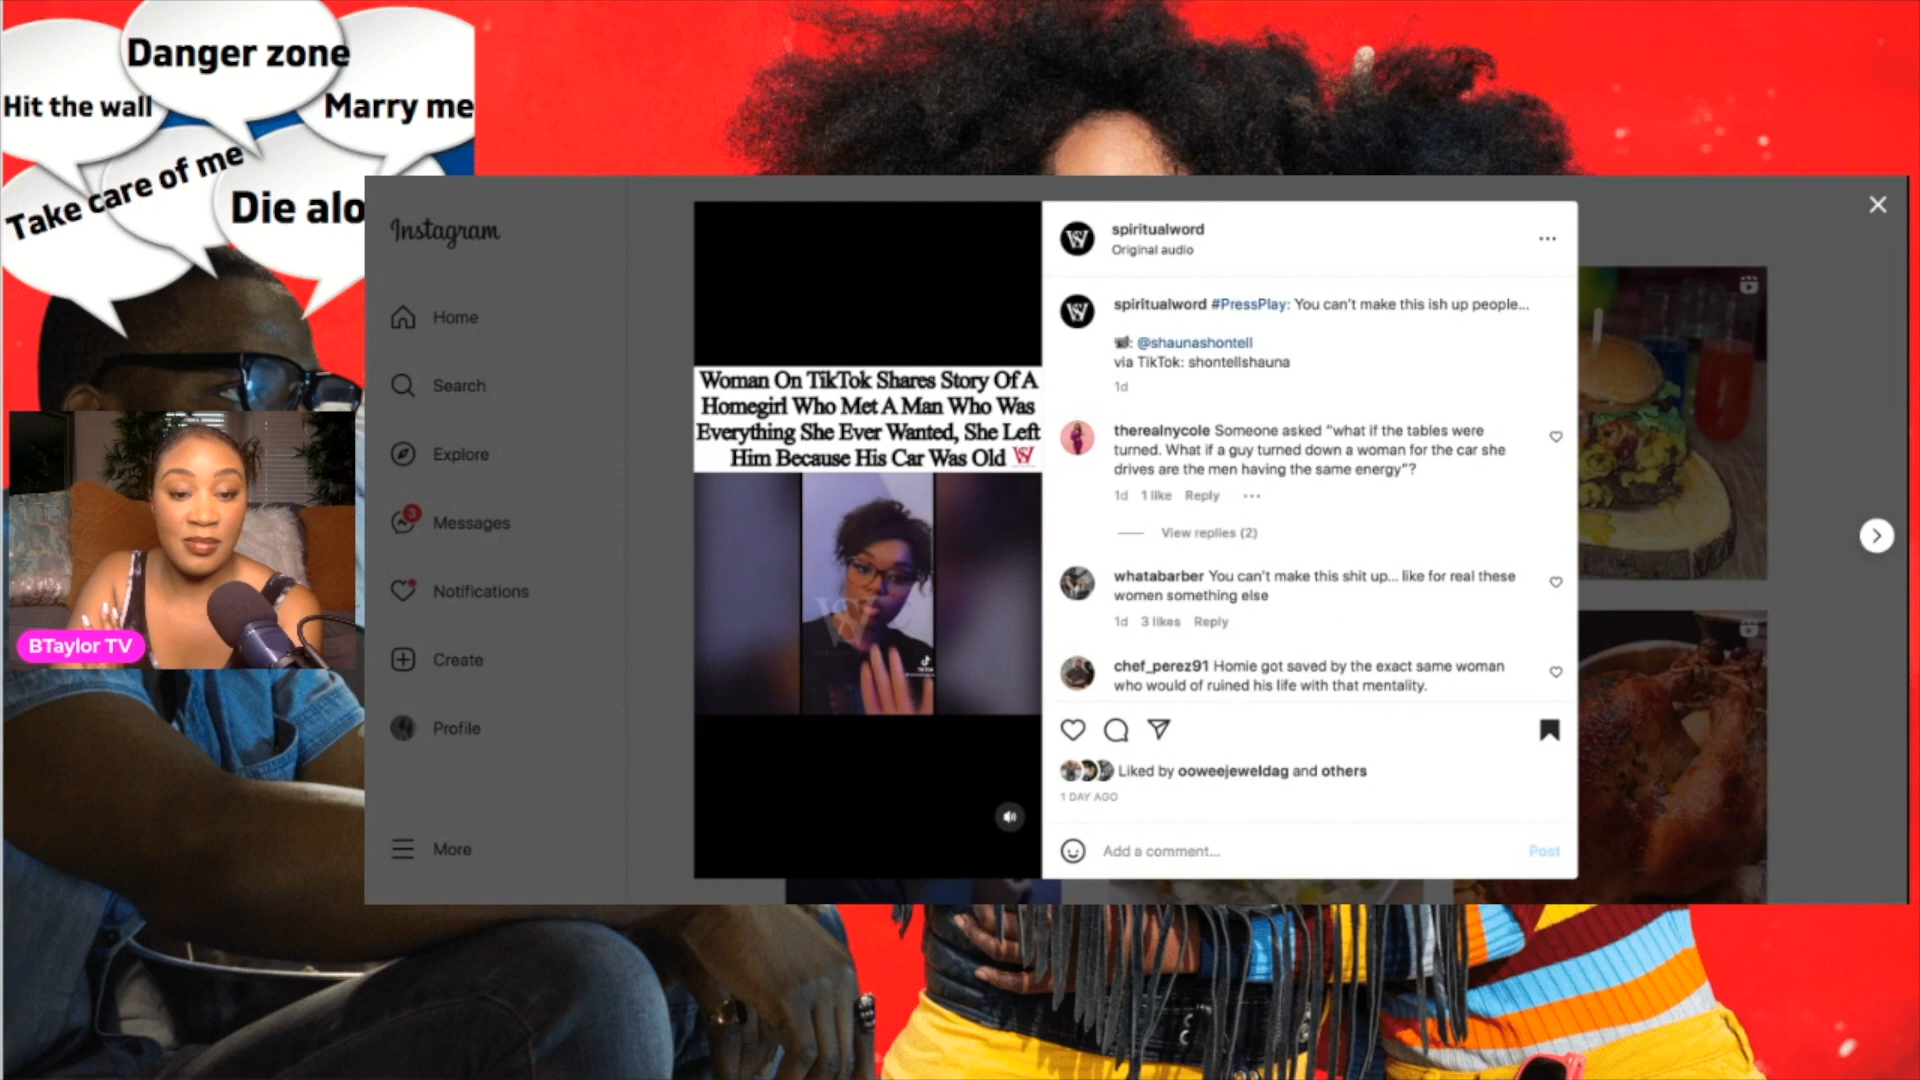 Danger zone
Hit the wall
Marry me
Take care of me
Die alo
BTaylor TV
Instagram
Home
Search
Explore
3
Messages
Notifications
Create
Profile
More
Woman On TikTok Shares Story Of A
Homegirl Who Met A Man Who Was
Everything She Ever Wanted, She Left
Him Because His Car Was Old
spiritualword
Original audio
spiritualword #PressPlay: You can't make this ish up people...
: @shaunashontell
via TikTok: shontellshauna
1d
therealnycole Someone asked "what if the tables were
turned. What if a guy turned down a woman for the car she
drives are the men having the same energy"?
1d 1 like Reply
View replies (2)
whatabarber You can't make this shit up... like for real these
women something else
1d 3 likes Reply
chef_perez91 Homie got saved by the exact same woman
who would of ruined his life with that mentality.
Liked by ooweejeweldag and others
1 DAY AGO
Add a comment...
Post